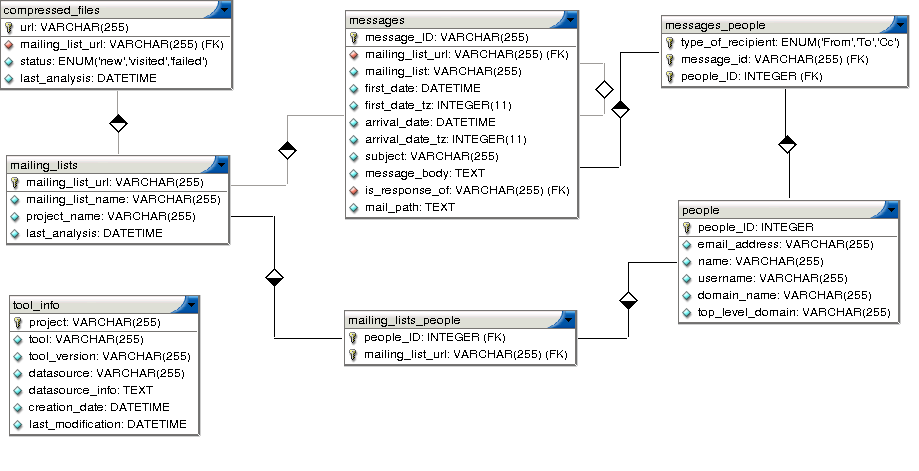 compressed_files
url: VARCHAR(255)
mailing_list_url: VARCHAR(255) (FK)
status: ENUM('new','visited','failed')
last_analysis: DATETIME
messages
message_ID: VARCHAR(255)
mailing_list_url: VARCHAR(255) (FK)
mailing_list: VARCHAR(255)
first_date: DATETIME
first_date_tz: INTEGER(11)
arrival_date: DATETIME
arrival_date_tz: INTEGER(11)
subject: VARCHAR(255)
message_body: TEXT
is_response_of: VARCHAR(255) (FK)
mail_path: TEXT
messages_people
type_of_recipient: ENUM('From','To','Cc')
message_id: VARCHAR(255) (FK)
people_ID: INTEGER (FK)
mailing_lists
mailing_list_url: VARCHAR(255)
mailing_list_name: VARCHAR(255)
project_name: VARCHAR(255)
last_analysis: DATETIME
people
people_ID: INTEGER
email_address: VARCHAR(255)
name: VARCHAR(255)
username: VARCHAR(255)
domain_name: VARCHAR(255)
top_level_domain: VARCHAR(255)
tool_info
project: VARCHAR(255)
tool: VARCHAR(255)
tool_version: VARCHAR(255)
datasource: VARCHAR(255)
datasource_info: TEXT
creation_date: DATETIME
last_modification: DATETIME
mailing_lists_people
people_ID: INTEGER (FK)
mailing_list_url: VARCHAR(255) (FK)